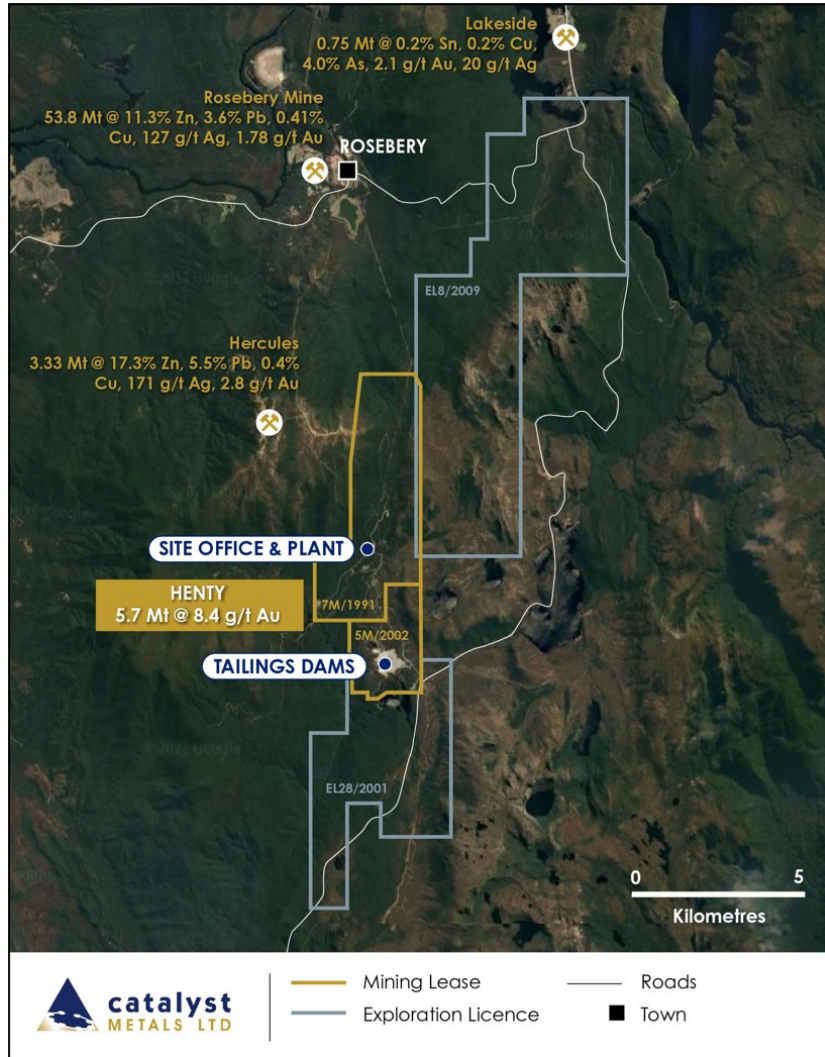 Lakeside
0.75 Mt @ 0.2% Sn, 0.2% Cu,
4.0% As, 2.1 g/t Au, 20 g/t Ag
Rosebery Mine
53.8 Mt @ 11.3% Zn, 3.6% Pb, 0.41%
Cu, 127 g/t Ag, 1.78 g/t Au
ROSEBERY
EL8/2009
Hercules
3.33 Mt @ 17.3% Zn, 5.5% Pb, 0.4%
Cu, 171 g/t Ag, 2.8 g/t Au
SITE OFFICE & PLANT
HENTY
5.7 Mt @ 8.4 g/t Au
7M/1991
5M/2002
TAILINGS DAMS
© 2021 Google
EL28/2001
0 5
Kilometres
catalyst
METALS LTD
Mining Lease
Exploration Licence
Roads
Town